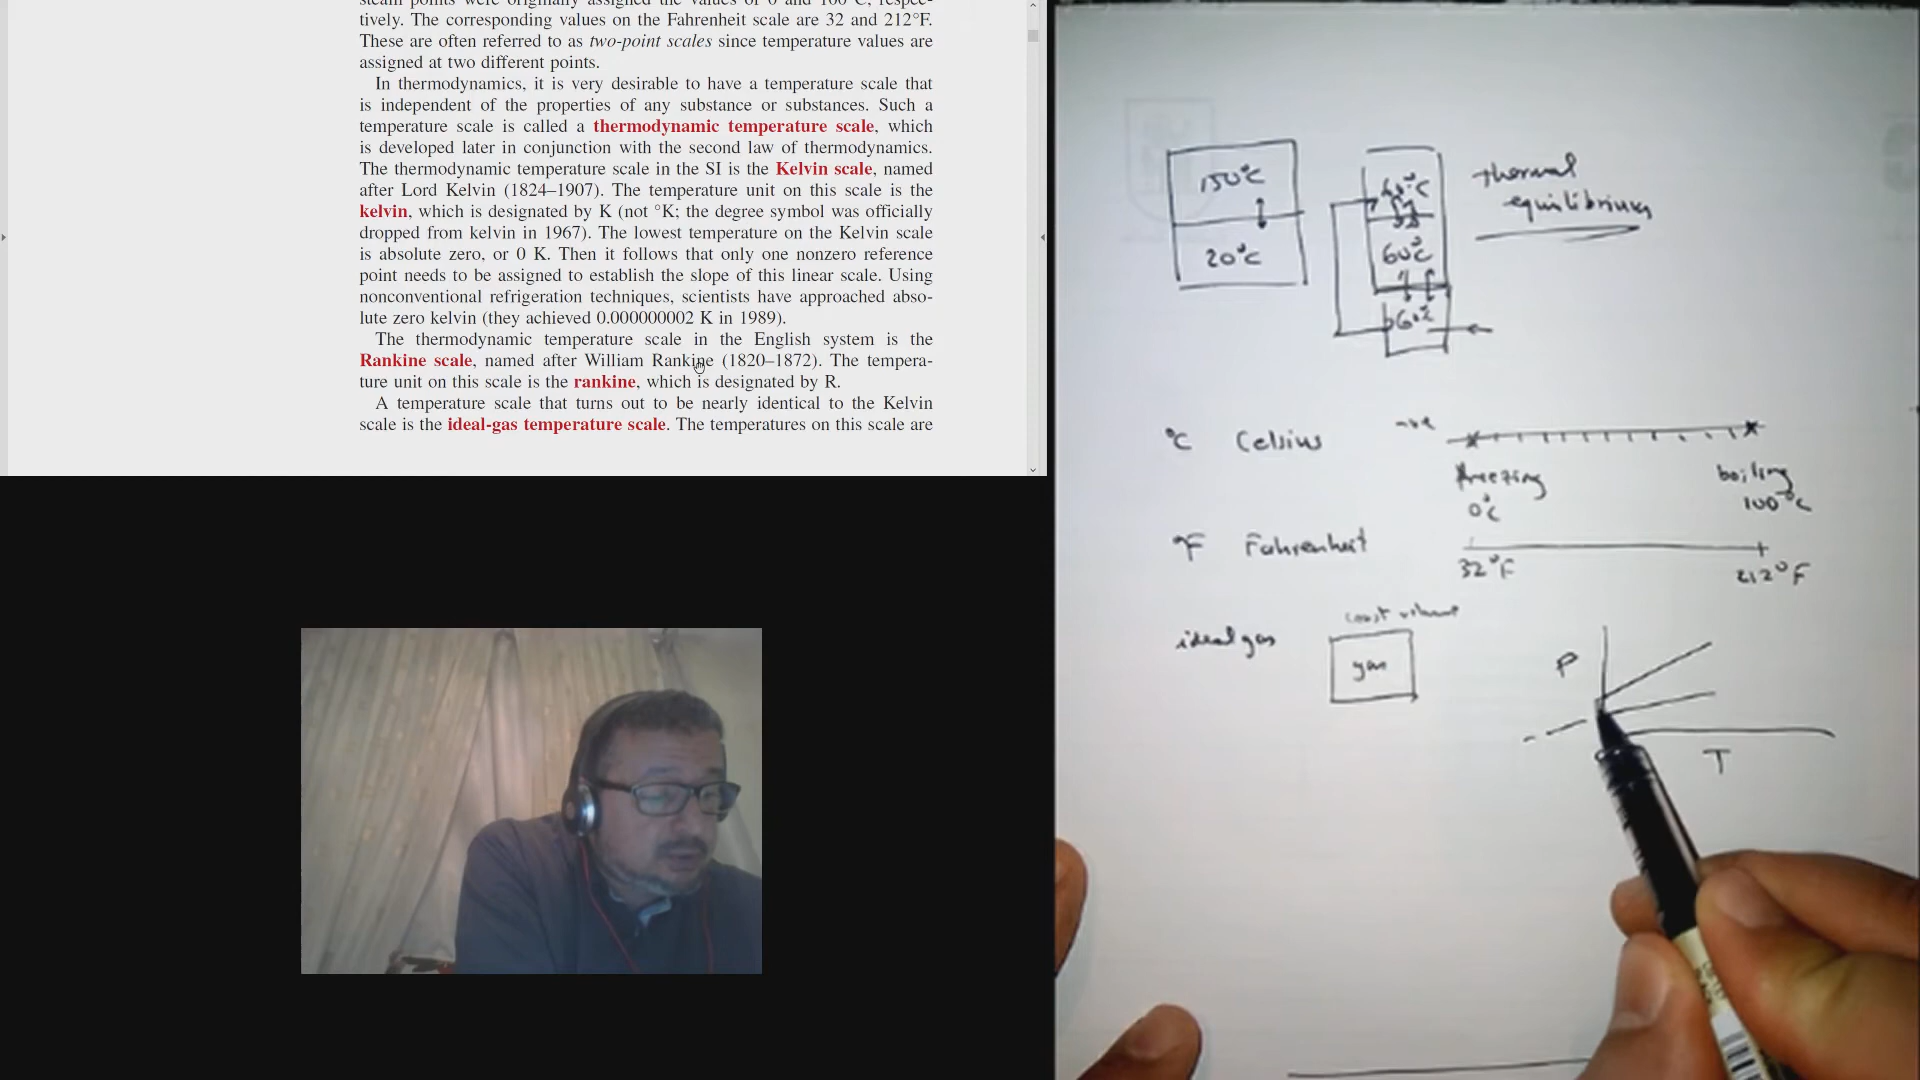 steam points were originally assigned the values of 0 and 100°C, respec-
tively. The corresponding values on the Fahrenheit scale are 32 and 212°F.
These are often referred to as two-point scales since temperature values are
assigned at two different points.
In thermodynamics, it is very desirable to have a temperature scale that
is independent of the properties of any substance or substances. Such a
temperature scale is called a thermodynamic temperature scale, which
is developed later in conjunction with the second law of thermodynamics.
The thermodynamic temperature scale in the SI is the Kelvin scale, named
after Lord Kelvin (1824–1907). The temperature unit on this scale is the
kelvin, which is designated by K (not °K; the degree symbol was officially
dropped from kelvin in 1967). The lowest temperature on the Kelvin scale
is absolute zero, or 0 K. Then it follows that only one nonzero reference
point needs to be assigned to establish the slope of this linear scale. Using
nonconventional refrigeration techniques, scientists have approached abso-
lute zero kelvin (they achieved 0.000000002 K in 1989).
The thermodynamic temperature scale in the English system is the
Rankine scale, named after William Rankine (1820–1872). The tempera-
ture unit on this scale is the rankine, which is designated by R.
A temperature scale that turns out to be nearly identical to the Kelvin
scale is the ideal-gas temperature scale. The temperatures on this scale are
150°C
20°C
60°C
60°C
thermal
equilibrium
°C Celsius -ve
freezing
0°C
boiling
100°C
°F Fahrenheit
32°F
212°F
ideal gas
const volume
gas
P
T